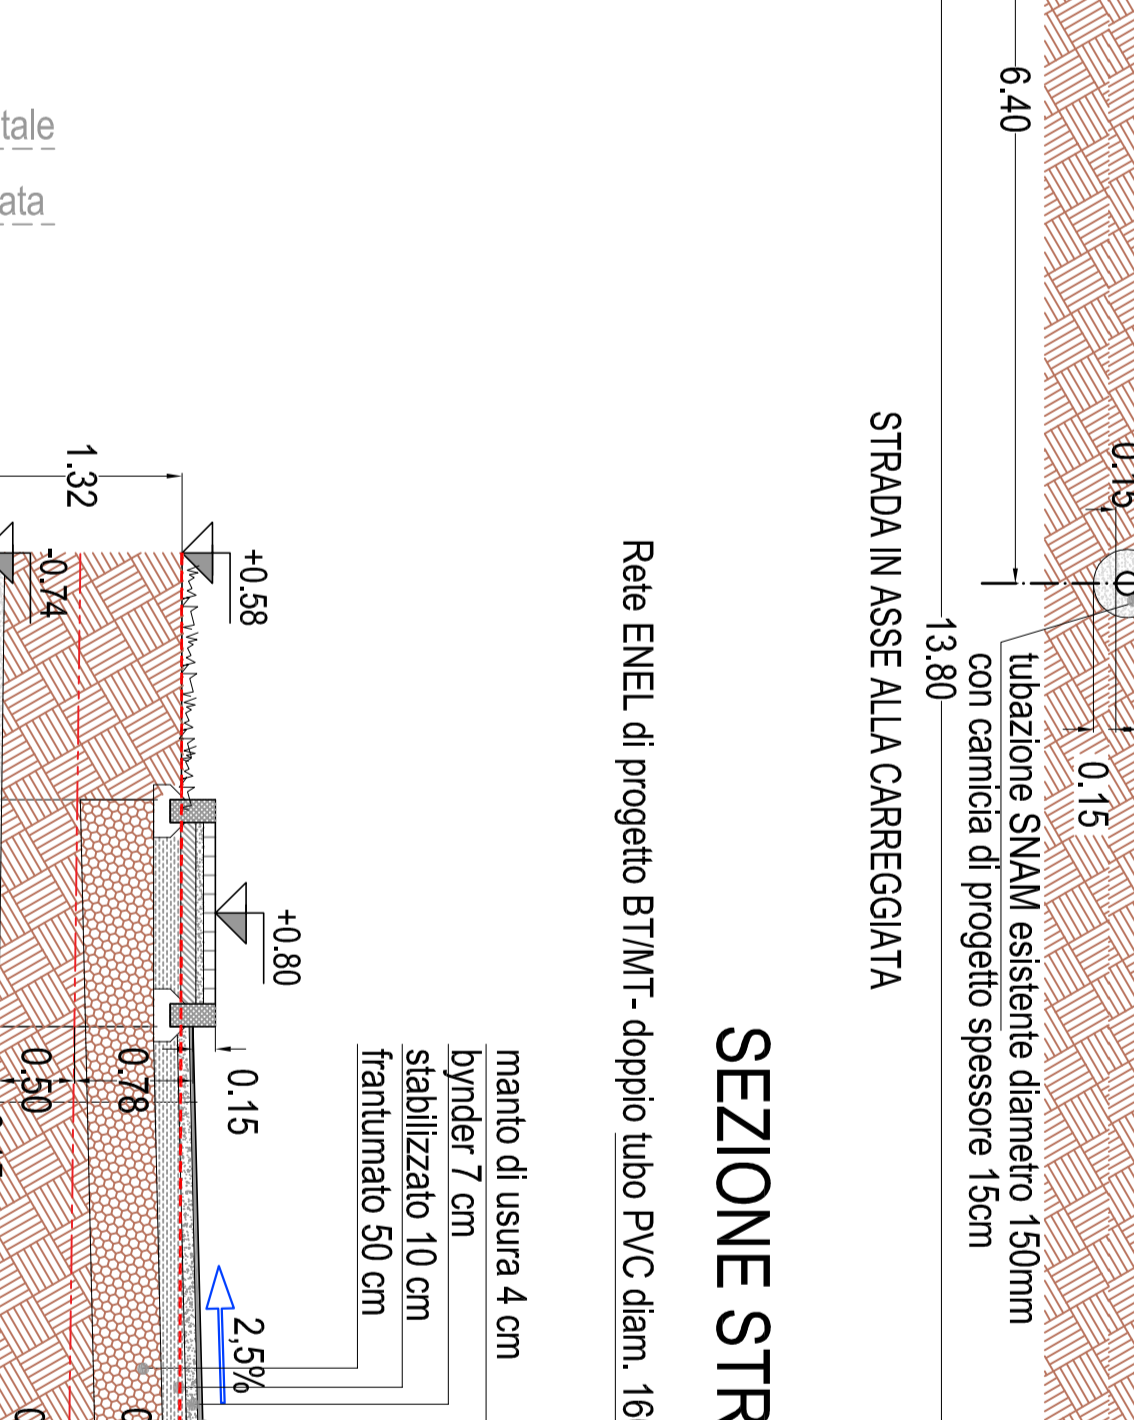 6.40
0.15
tubazione SNAM esistente diametro 150mm
con camicia di progetto spessore 15cm
0.15
13.80
STRADA IN ASSE ALLA CARREGGIATA
SEZIONE STR
Rete ENEL di progetto BT/MT- doppio tubo PVC diam. 16
manto di usura 4 cm
bynder 7 cm
stabilizzato 10 cm
frantumato 50 cm
+0.80
+0.58
0.15
2,5%
1.32
-0.74
0.78
0.50
tale
ata